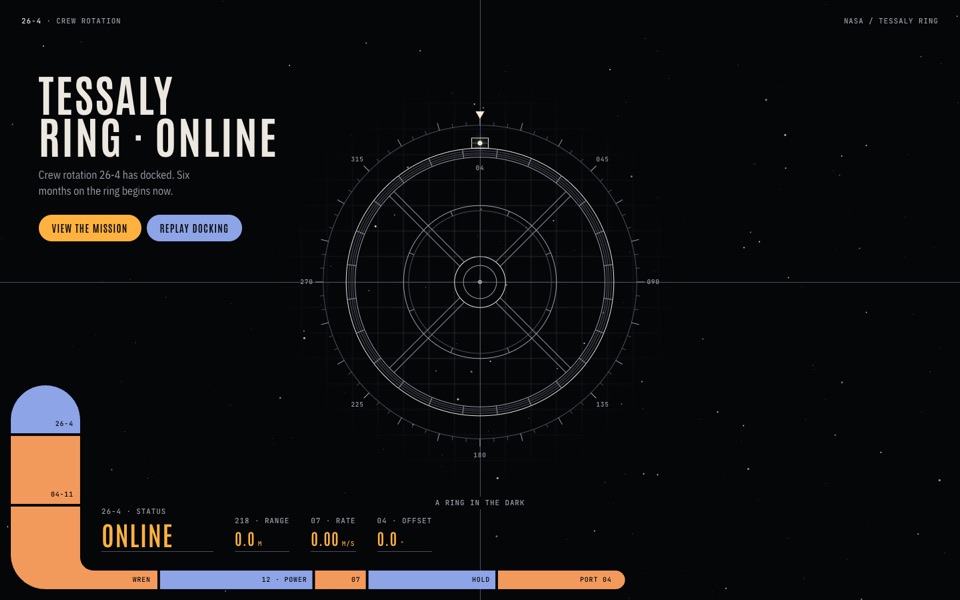 26-4 · CREW ROTATION
NASA / TESSALY RING
TESSALY
RING · ONLINE
Crew rotation 26-4 has docked. Six
months on the ring begins now.
VIEW THE MISSION
REPLAY DOCKING
04
315
045
270
090
225
135
180
A RING IN THE DARK
26-4
04-11
26-4 · STATUS
ONLINE
218 · RANGE
0.0 M
07 · RATE
0.00 M/S
04 · OFFSET
0.0 °
WREN
12 · POWER
07
HOLD
PORT 04